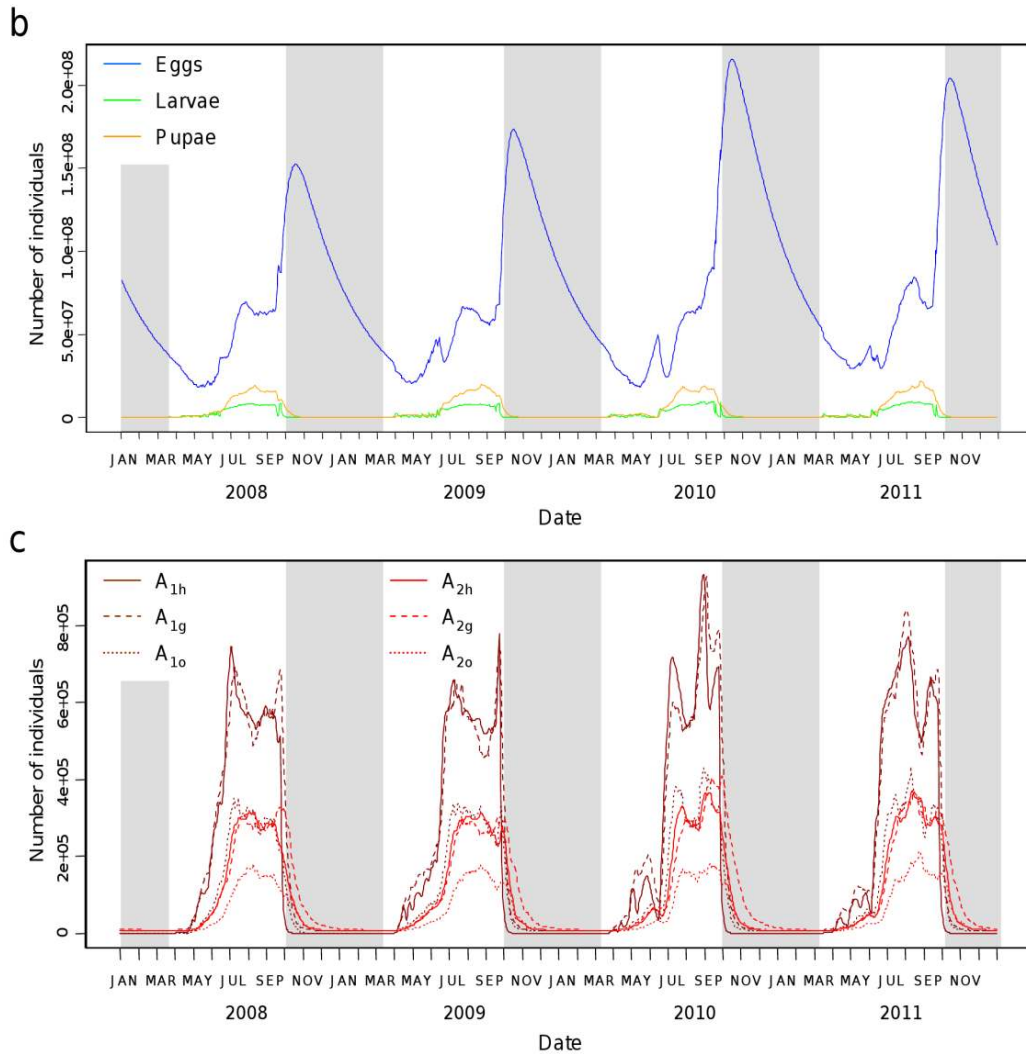 b
Eggs
Larvae
Pupae
Number of individuals
2.0e+08
1.5e+08
1.0e+08
5.0e+07
0
JAN MAR MAY JUL SEP NOV JAN MAR MAY JUL SEP NOV JAN MAR MAY JUL SEP NOV JAN MAR MAY JUL SEP NOV
2008 2009 2010 2011
Date
c
A1h A2h
A1g A2g
A1o A2o
Number of individuals
8e+05
6e+05
4e+05
2e+05
0
JAN MAR MAY JUL SEP NOV JAN MAR MAY JUL SEP NOV JAN MAR MAY JUL SEP NOV JAN MAR MAY JUL SEP NOV
2008 2009 2010 2011
Date